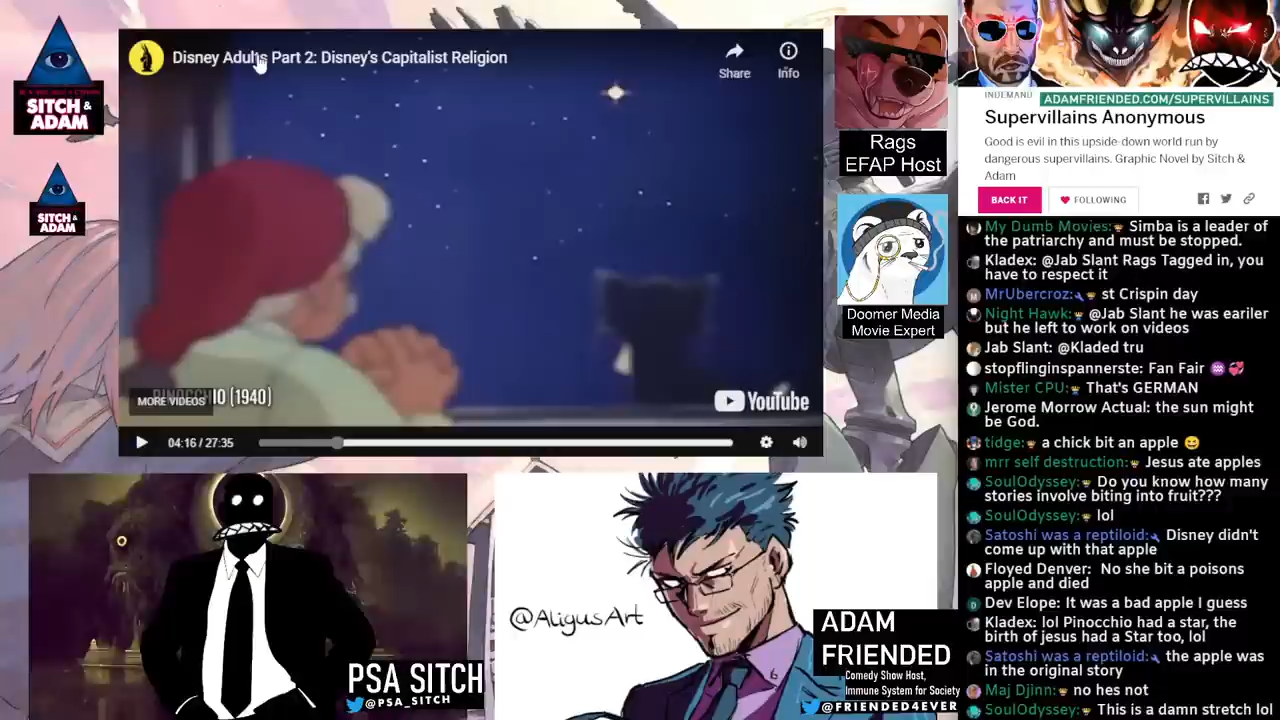 SITCH &
ADAM
SITCH &
ADAM
Disney Adults Part 2: Disney's Capitalist Religion
Share
Info
MORE VIDEOS
IO (1940)
YouTube
04:16 / 27:35
Rags
EFAP Host
Doomer Media
Movie Expert
INDEMAND
ADAMFRIENDED.COM/SUPERVILLAINS
Supervillains Anonymous
Good is evil in this upside-down world run by
dangerous supervillains. Graphic Novel by Sitch &
Adam
BACK IT
FOLLOWING
My Dumb Movies: Simba is a leader of
the patriarchy and must be stopped.
Kladex: @Jab Slant Rags Tagged in, you
have to respect it
MrUbercroz: st Crispin day
Night Hawk: @Jab Slant he was eariler
but he left to work on videos
Jab Slant: @Kladed tru
stopflinginspannerste: Fan Fair ♒ 💞
Mister CPU: That's GERMAN
Jerome Morrow Actual: the sun might
be God.
tidge: a chick bit an apple 😄
mrr self destruction: Jesus ate apples
SoulOdyssey: Do you know how many
stories involve biting into fruit???
SoulOdyssey: lol
Satoshi was a reptiloid: Disney didn't
come up with that apple
Floyed Denver: No she bit a poisons
apple and died
Dev Elope: It was a bad apple I guess
Kladex: lol Pinocchio had a star, the
birth of jesus had a Star too, lol
Satoshi was a reptiloid: the apple was
in the original story
Maj Djinn: no hes not
SoulOdyssey: This is a damn stretch lol
PSA SITCH
@PSA_SITCH
@AligusArt
ADAM
FRIENDED
Comedy Show Host,
Immune System for Society
@FRIENDED4EVER